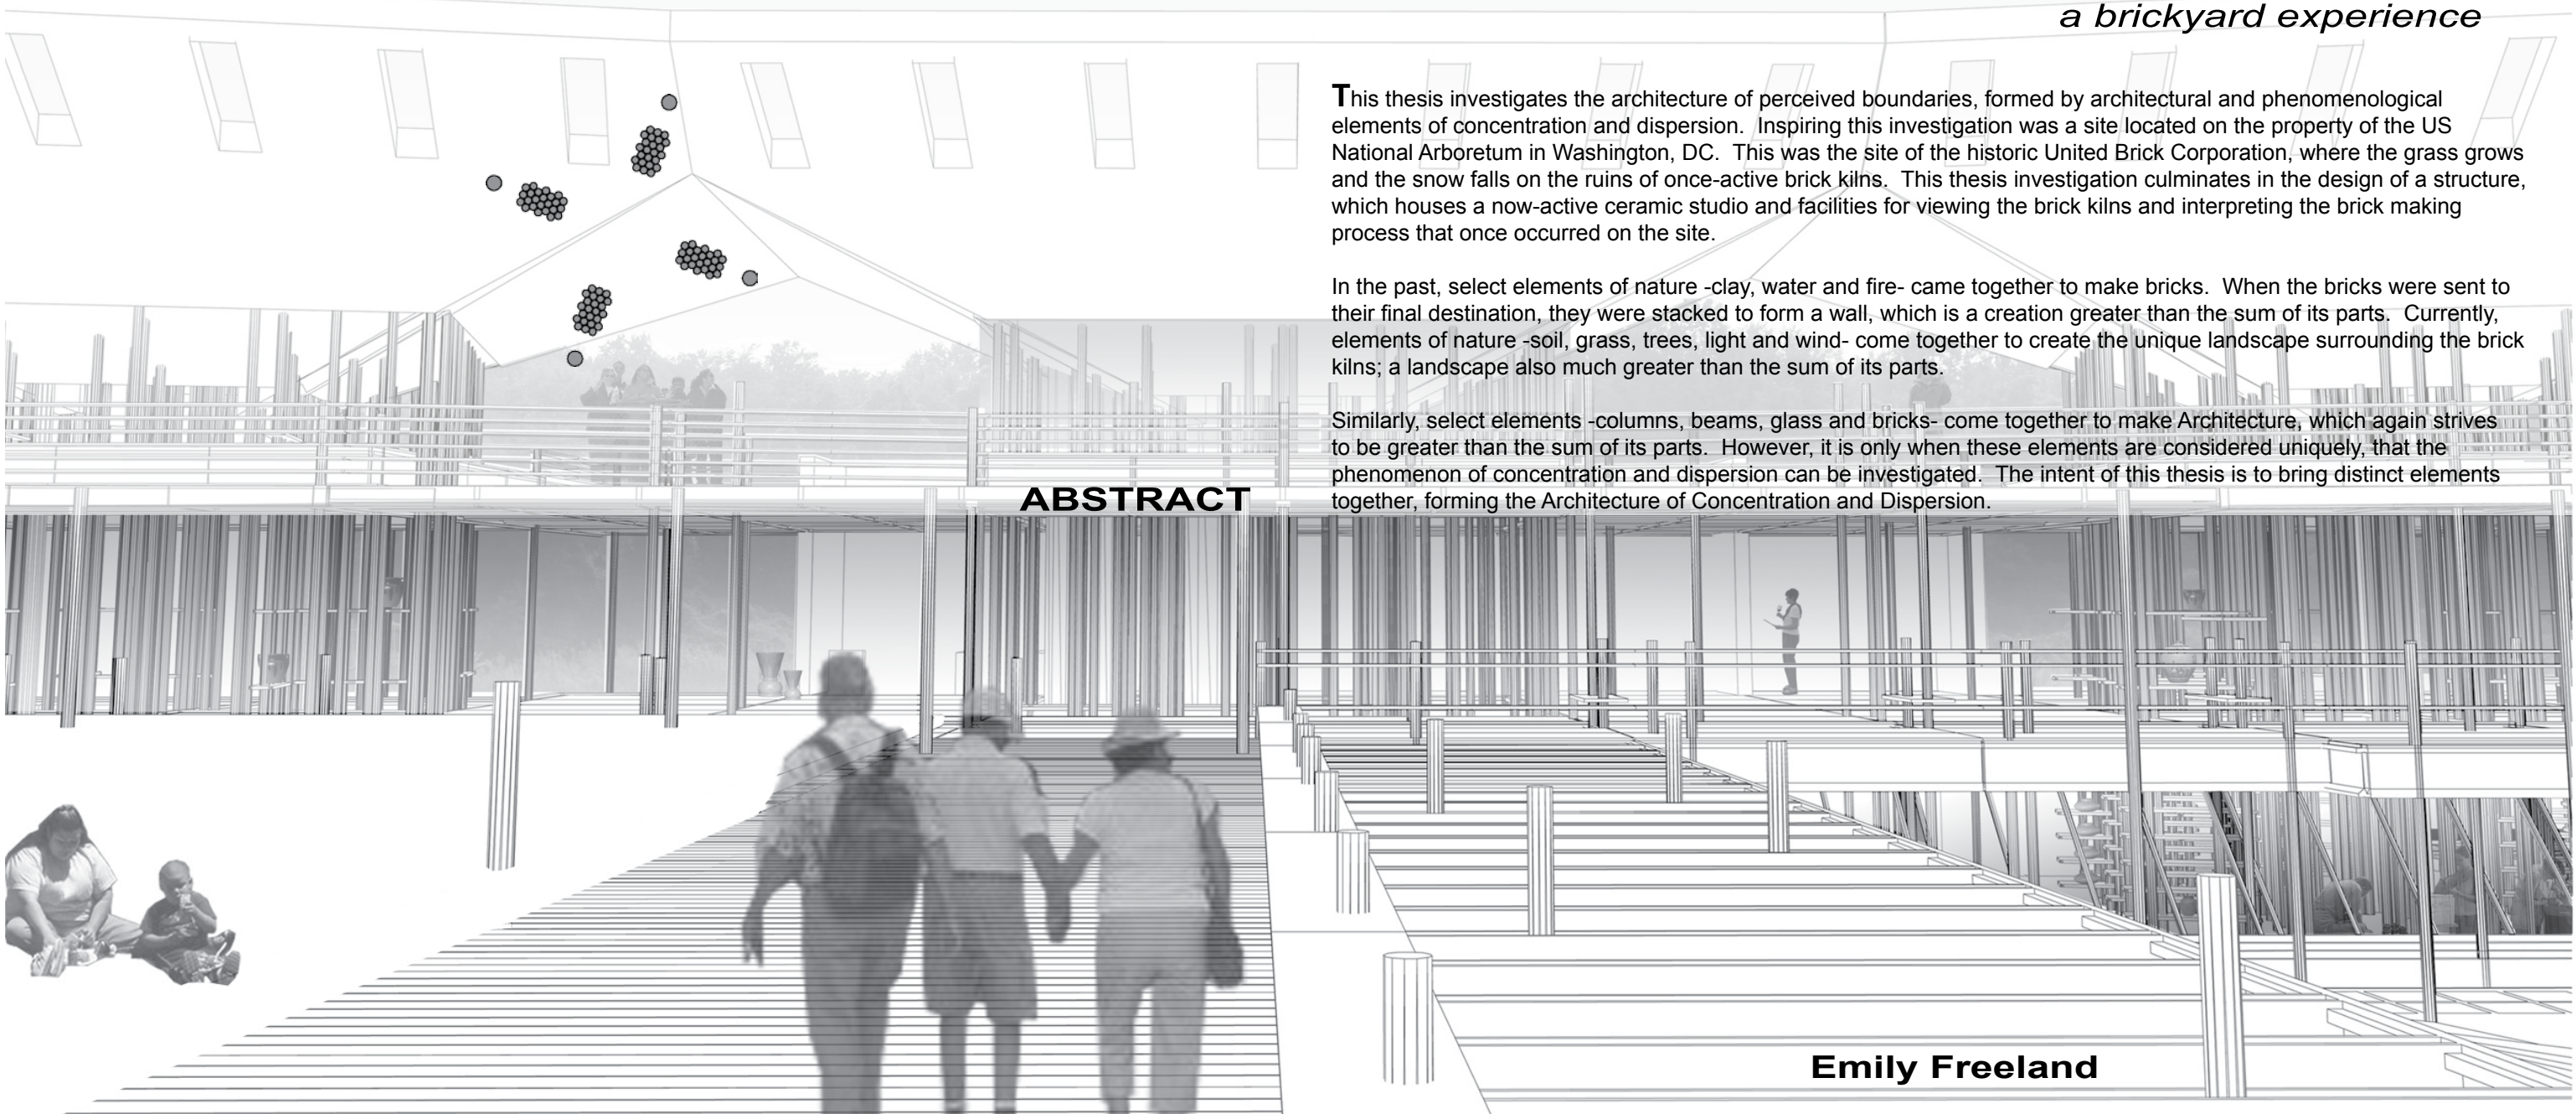 a brickyard experience
This thesis investigates the architecture of perceived boundaries, formed by architectural and phenomenological
elements of concentration and dispersion.  Inspiring this investigation was a site located on the property of the US
National Arboretum in Washington, DC.  This was the site of the historic United Brick Corporation, where the grass grows
and the snow falls on the ruins of once-active brick kilns.  This thesis investigation culminates in the design of a structure,
which houses a now-active ceramic studio and facilities for viewing the brick kilns and interpreting the brick making
process that once occurred on the site.
In the past, select elements of nature -clay, water and fire- came together to make bricks.  When the bricks were sent to
their final destination, they were stacked to form a wall, which is a creation greater than the sum of its parts.  Currently,
elements of nature -soil, grass, trees, light and wind- come together to create the unique landscape surrounding the brick
kilns; a landscape also much greater than the sum of its parts.
Similarly, select elements -columns, beams, glass and bricks- come together to make Architecture, which again strives
to be greater than the sum of its parts.  However, it is only when these elements are considered uniquely, that the
phenomenon of concentration and dispersion can be investigated.  The intent of this thesis is to bring distinct elements
together, forming the Architecture of Concentration and Dispersion.
ABSTRACT
Emily Freeland